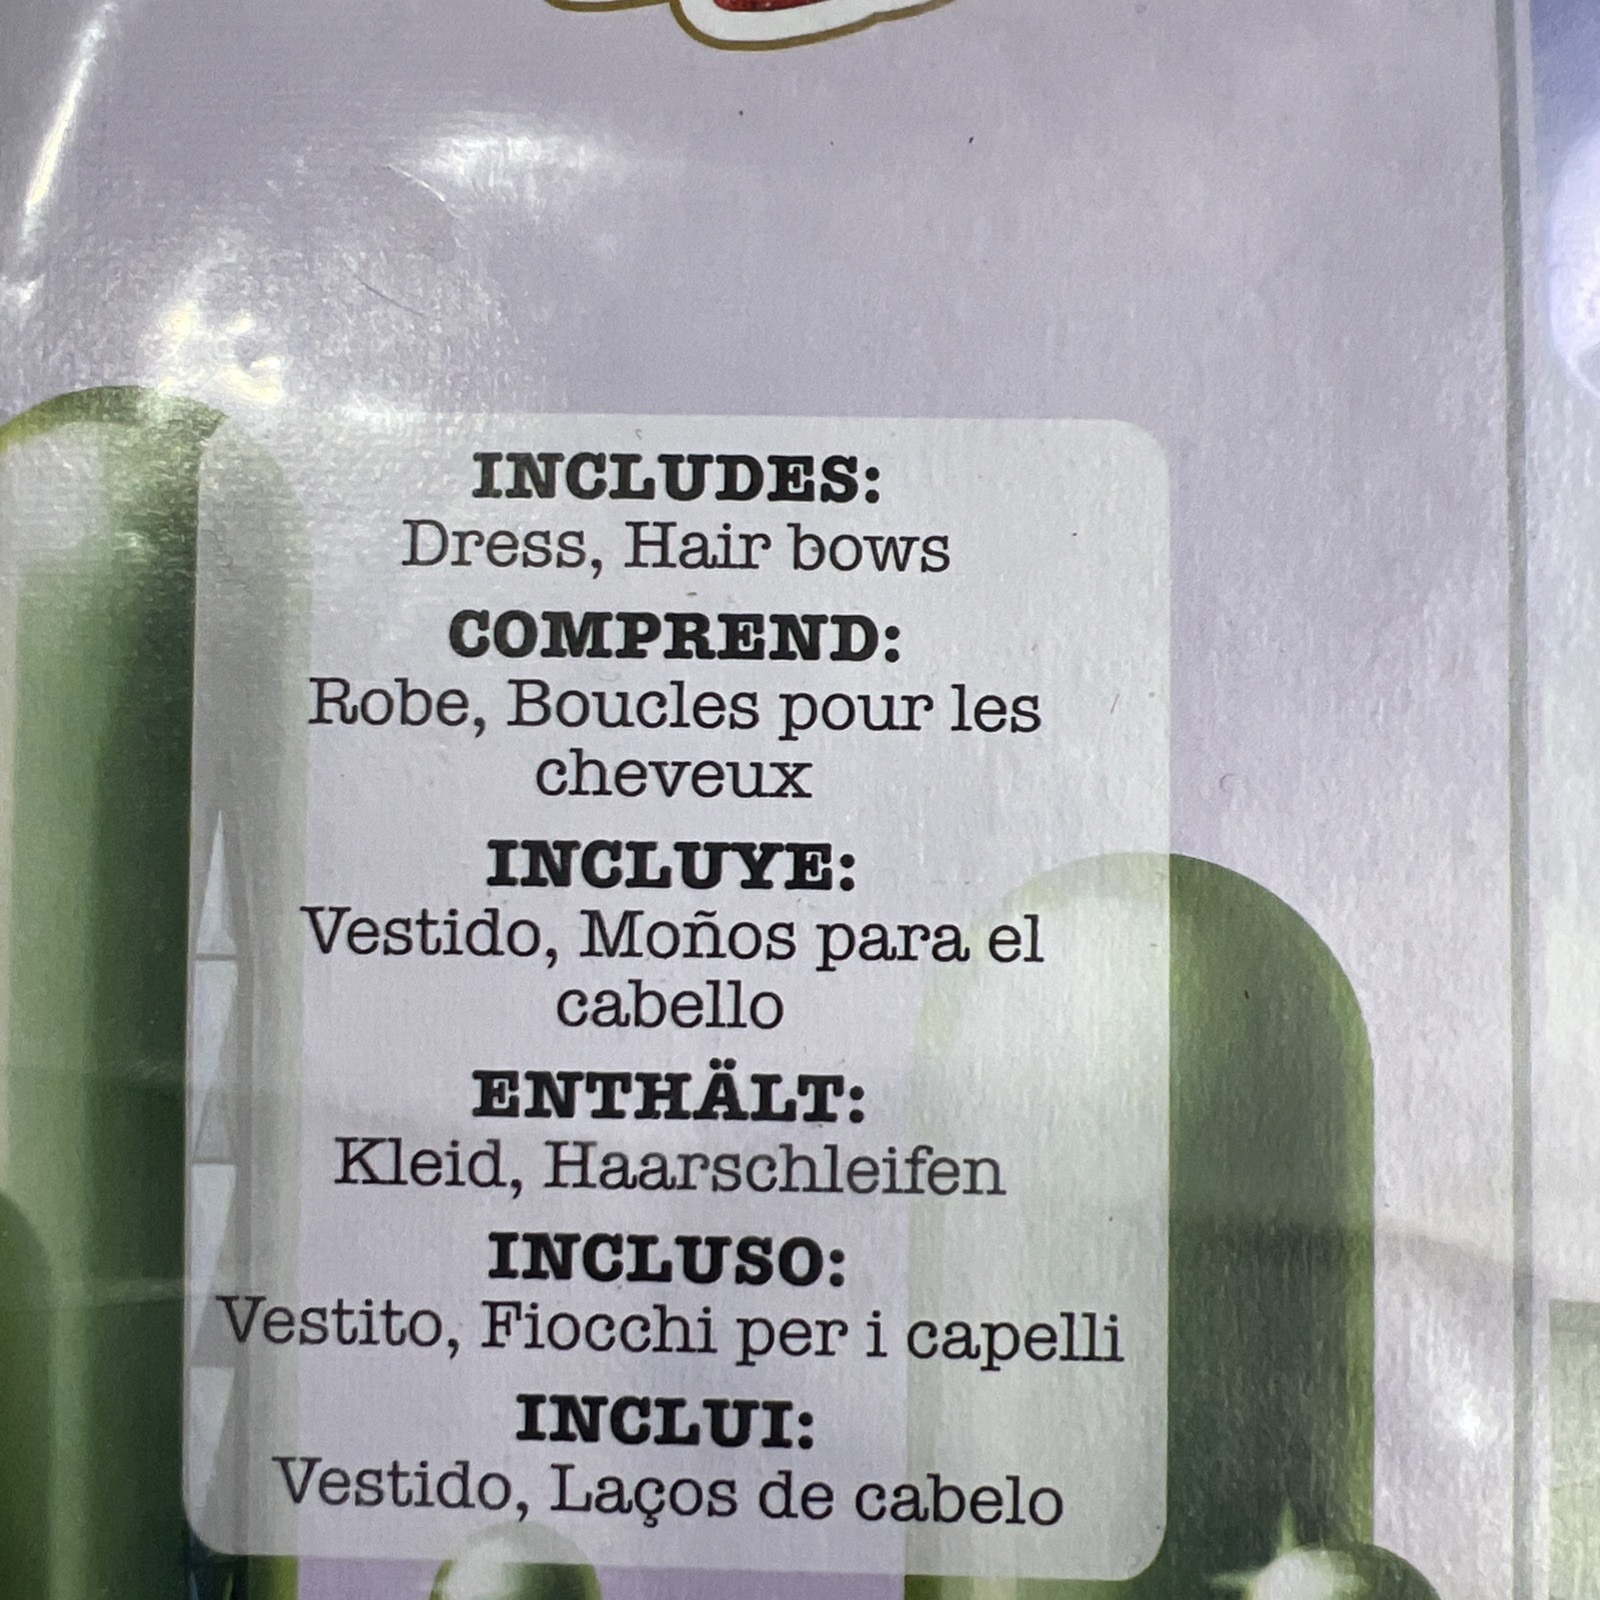 INCLUDES:
Dress, Hair bows
COMPREND:
Robe, Boucles pour les
cheveux
INCLUYE:
Vestido, Moños para el
cabello
ENTHÄLT:
Kleid, Haarschleifen
INCLUSO:
Vestito, Fiocchi per i capelli
INCLUI:
Vestido, Laços de cabelo